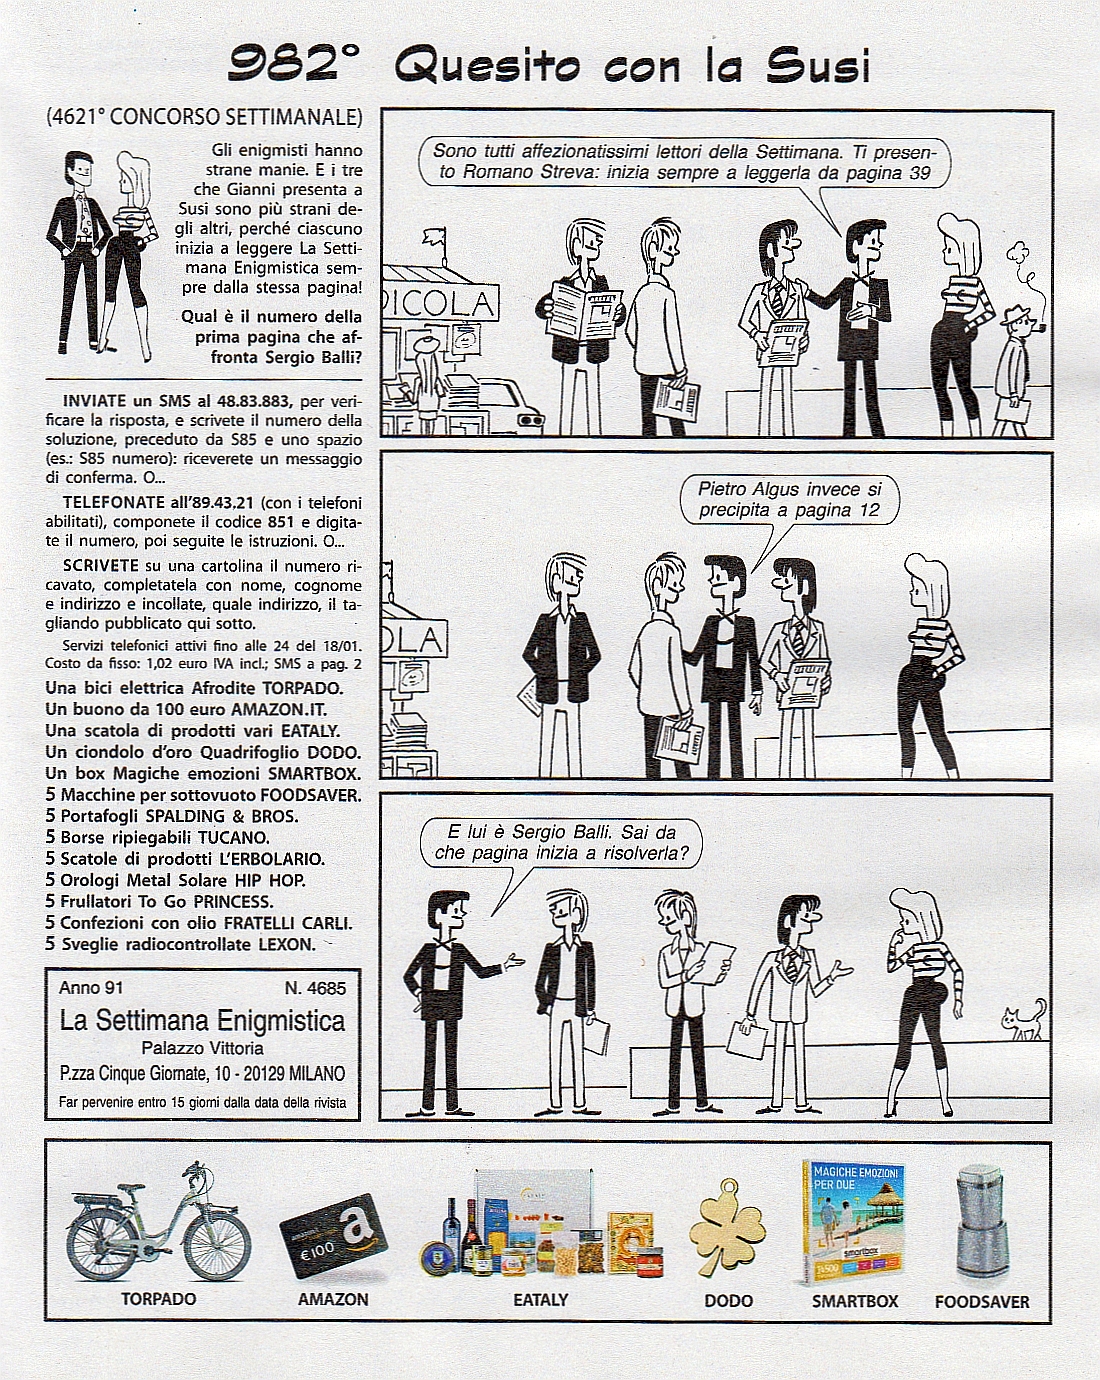 982° Quesito con la Susi
(4621° CONCORSO SETTIMANALE)
Gli enigmisti hanno
strane manie. E i tre
che Gianni presenta a
Susi sono più strani de-
gli altri, perché ciascuno
inizia a leggere La Setti-
mana Enigmistica sem-
pre dalla stessa pagina!
Qual è il numero della
prima pagina che af-
fronta Sergio Balli?
INVIATE un SMS al 48.83.883, per veri-
ficare la risposta, e scrivete il numero della
soluzione, preceduto da S85 e uno spazio
(es.: S85 numero): riceverete un messaggio
di conferma. O...
TELEFONATE all'89.43.21 (con i telefoni
abilitati), componete il codice 851 e digita-
te il numero, poi seguite le istruzioni. O...
SCRIVETE su una cartolina il numero ri-
cavato, completatela con nome, cognome
e indirizzo e incollate, quale indirizzo, il ta-
gliando pubblicato qui sotto.
Servizi telefonici attivi fino alle 24 del 18/01.
Costo da fisso: 1,02 euro IVA incl.; SMS a pag. 2
Una bici elettrica Afrodite TORPADO.
Un buono da 100 euro AMAZON.IT.
Una scatola di prodotti vari EATALY.
Un ciondolo d'oro Quadrifoglio DODO.
Un box Magiche emozioni SMARTBOX.
5 Macchine per sottovuoto FOODSAVER.
5 Portafogli SPALDING & BROS.
5 Borse ripiegabili TUCANO.
5 Scatole di prodotti L'ERBOLARIO.
5 Orologi Metal Solare HIP HOP.
5 Frullatori To Go PRINCESS.
5 Confezioni con olio FRATELLI CARLI.
5 Sveglie radiocontrollate LEXON.
Anno 91 N. 4685
La Settimana Enigmistica
Palazzo Vittoria
P.zza Cinque Giornate, 10 - 20129 MILANO
Far pervenire entro 15 giorni dalla data della rivista
Sono tutti affezionatissimi lettori della Settimana. Ti presen-
to Romano Streva: inizia sempre a leggerla da pagina 39
DICOLA
Pietro Algus invece si
precipita a pagina 12
OLA
E lui è Sergio Balli. Sai da
che pagina inizia a risolverla?
a
€100
MAGICHE EMOZIONI
PER DUE
smartbox
TORPADO
AMAZON
EATALY
DODO
SMARTBOX
FOODSAVER